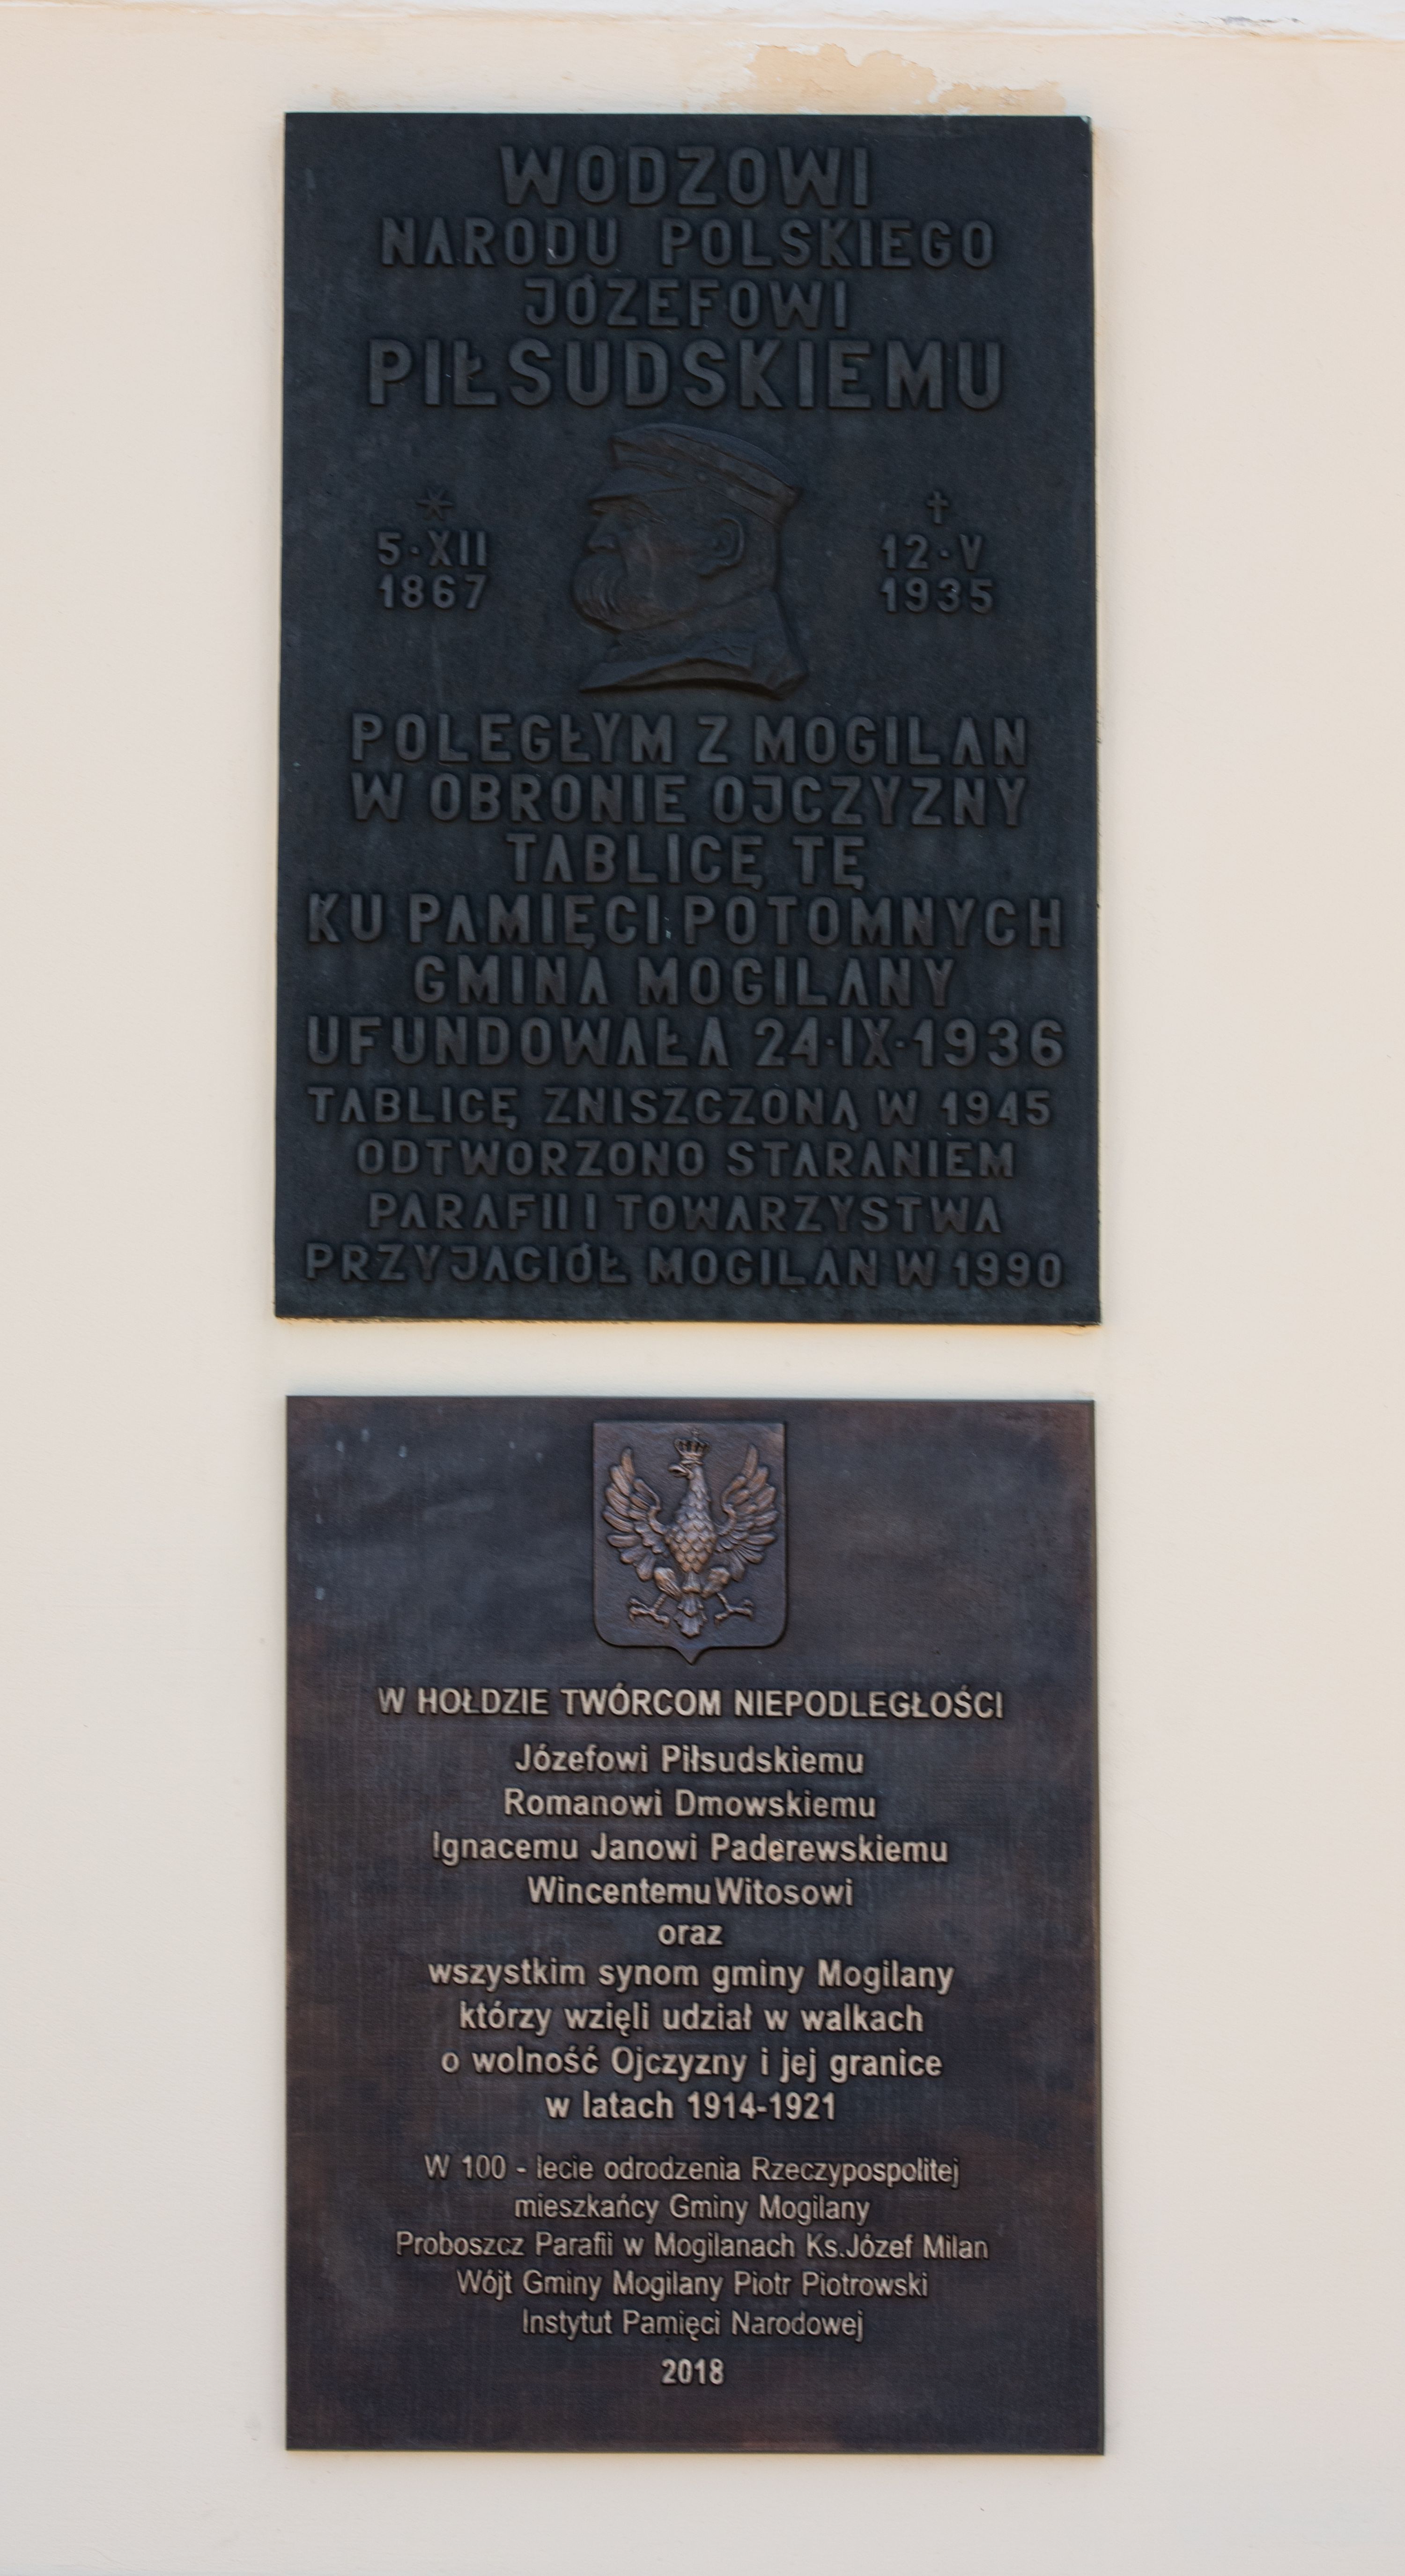 WODZOWI
NARODU POLSKIEGO
JÓZEFOWI
PIŁSUDSKIEMU
5·XII
1867
12·V
1935
POLEGŁYM Z MOGILAN
W OBRONIE OJCZYZNY
TABLICĘ TĘ
KU PAMIĘCI POTOMNYCH
GMINA MOGILANY
UFUNDOWAŁA 24·IX·1936
TABLICĘ ZNISZCZONĄ W 1945
ODTWORZONO STARANIEM
PARAFII I TOWARZYSTWA
PRZYJACIÓŁ MOGILAN W 1990
W HOŁDZIE TWÓRCOM NIEPODLEGŁOŚCI
Józefowi Piłsudskiemu
Romanowi Dmowskiemu
Ignacemu Janowi Paderewskiemu
Wincentemu Witosowi
oraz
wszystkim synom gminy Mogilany
którzy wzięli udział w walkach
o wolność Ojczyzny i jej granice
w latach 1914-1921
W 100 - lecie odrodzenia Rzeczypospolitej
mieszkańcy Gminy Mogilany
Proboszcz Parafii w Mogilanach Ks.Józef Milan
Wójt Gminy Mogilany Piotr Piotrowski
Instytut Pamięci Narodowej
2018